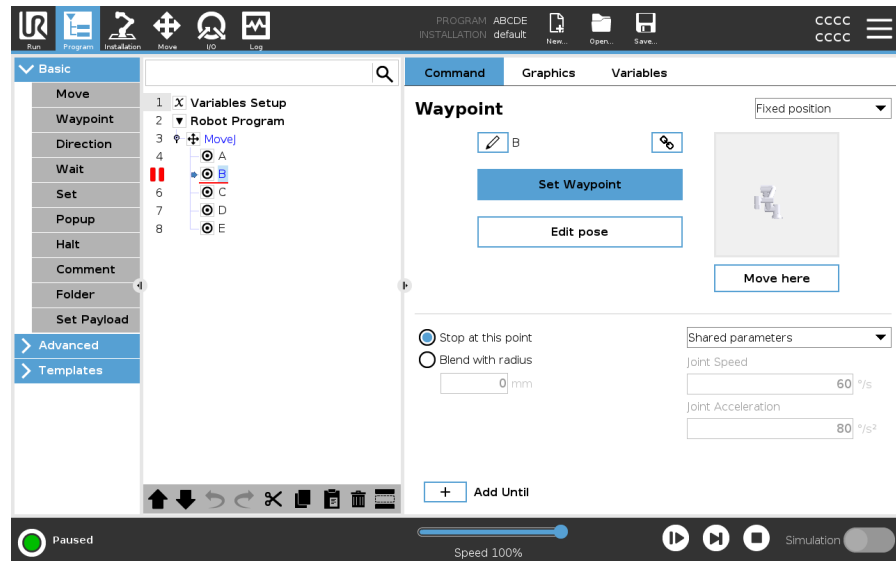 PROGRAM ABCDE
INSTALLATION default
CCCC
CCCC
UR
Run
Program
Installation
Move
I/O
Log
New...
Open...
Save...
Basic
Move
Waypoint
Direction
Wait
Set
Popup
Halt
Comment
Folder
Set Payload
Advanced
Templates
1 X Variables Setup
2 Robot Program
3 MoveJ
4 A
B
6 C
7 D
8 E
Command Graphics Variables
Waypoint
Fixed position
B
Set Waypoint
Edit pose
Move here
Stop at this point
Shared parameters
Blend with radius
Joint Speed
0 mm
60 °/s
Joint Acceleration
80 °/s²
+ Add Until
Paused
Speed 100%
Simulation